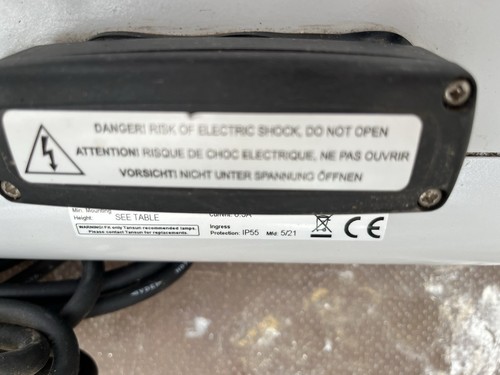 DANGER! RISK OF ELECTRIC SHOCK, DO NOT OPEN
ATTENTION! RISQUE DE CHOC ELECTRIQUE, NE PAS OUVRIR
VORSICHT! NICHT UNTER SPANNUNG ÖFFNEN
Min. Mounting
Height: SEE TABLE
WARNING! Fit only Tansun recommended lamps.
Please contact Tansun for replacements.
Current:
Ingress
Protection: IP55 Mfd: 5/21
CE